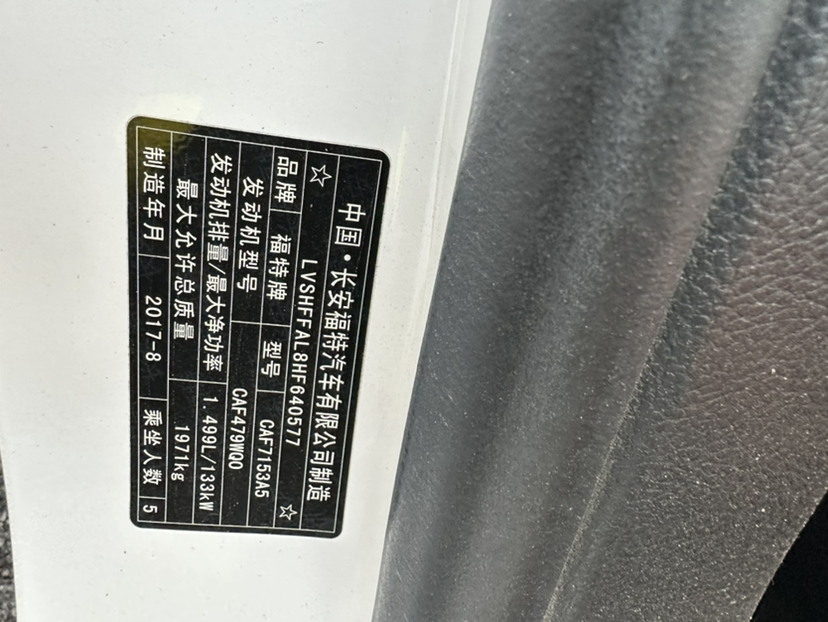 中国·长安福特汽车有限公司制造
☆ LVSHFFAL8HF640577 ☆
品牌 福特牌 型号 CAF7153A5
发动机型号 CAF479WQ0
发动机排量/最大净功率 1.499L/133kW
最大允许总质量 1971kg
制造年月 2017-8 乘坐人数 5